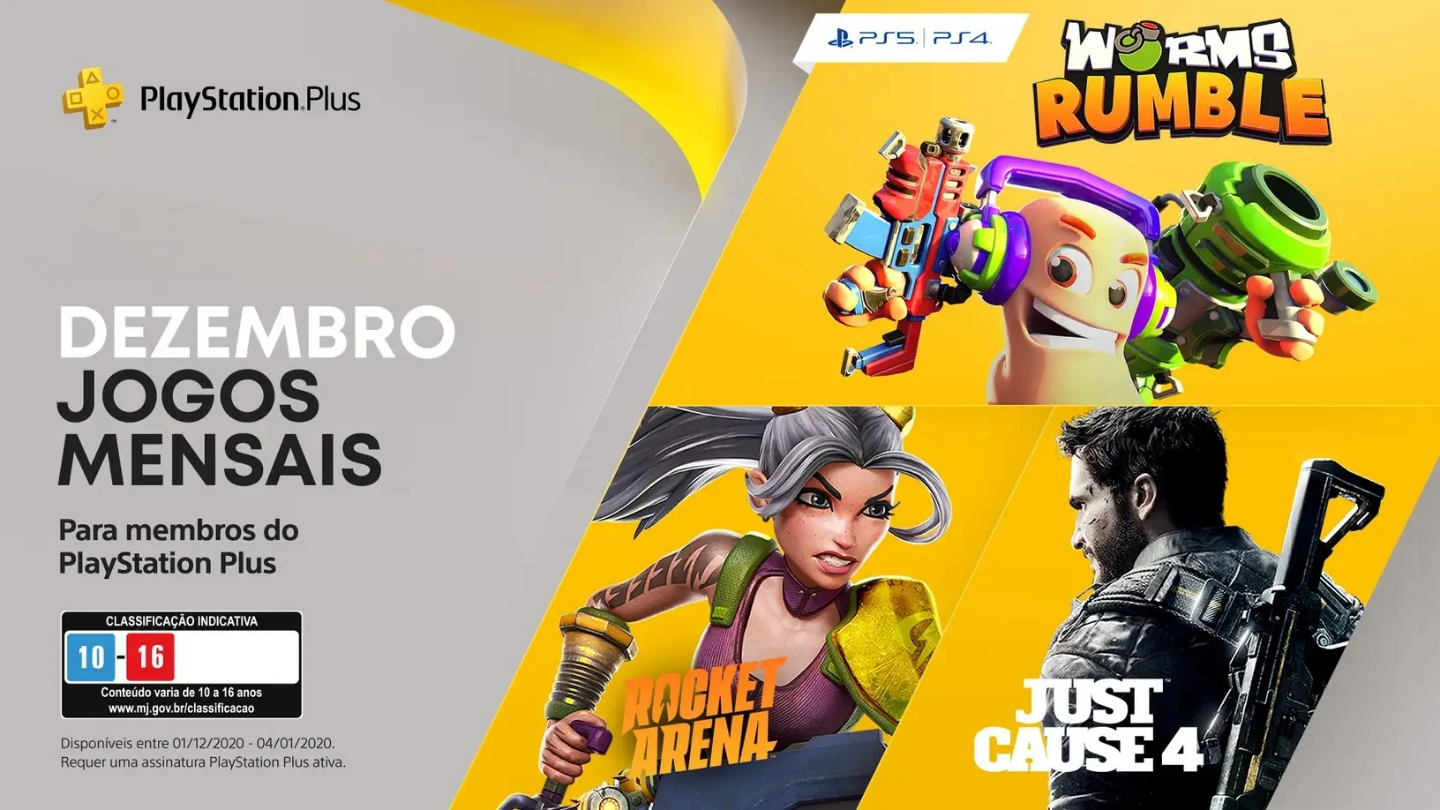 PlayStation.Plus
DEZEMBRO
JOGOS
MENSAIS
Para membros do
PlayStation Plus
CLASSIFICAÇÃO INDICATIVA
10 - 16
Conteúdo varia de 10 a 16 anos
www.mj.gov.br/classificacao
Disponíveis entre 01/12/2020 - 04/01/2020.
Requer uma assinatura PlayStation Plus ativa.
PS5 | PS4
WORMS
RUMBLE
ROCKET
ARENA
JUST
CAUSE 4